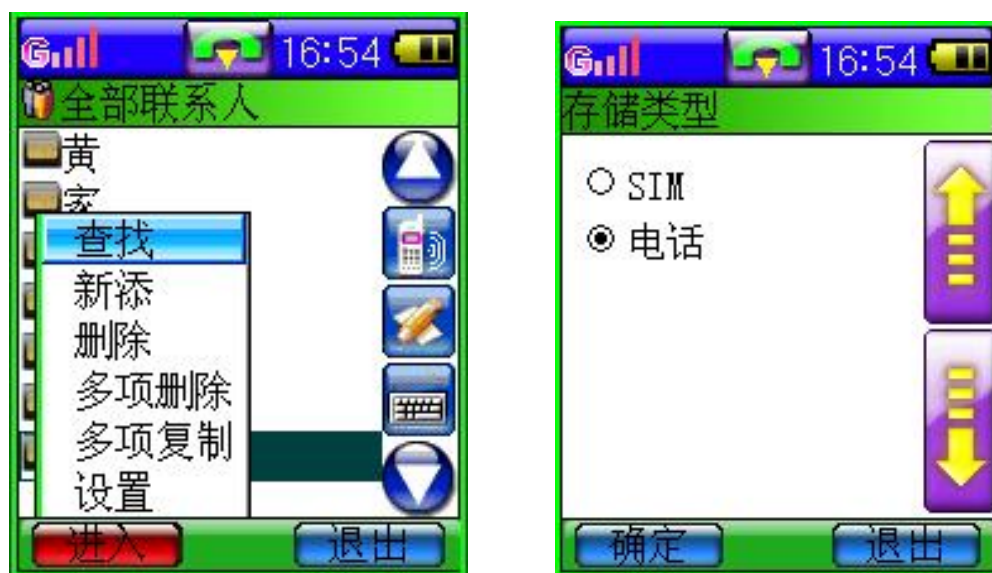 G 16:54
全部联系人
黄
家
查找
新添
删除
多项删除
多项复制
设置
进入 退出
G 16:54
存储类型
SIM
电话
确定 退出